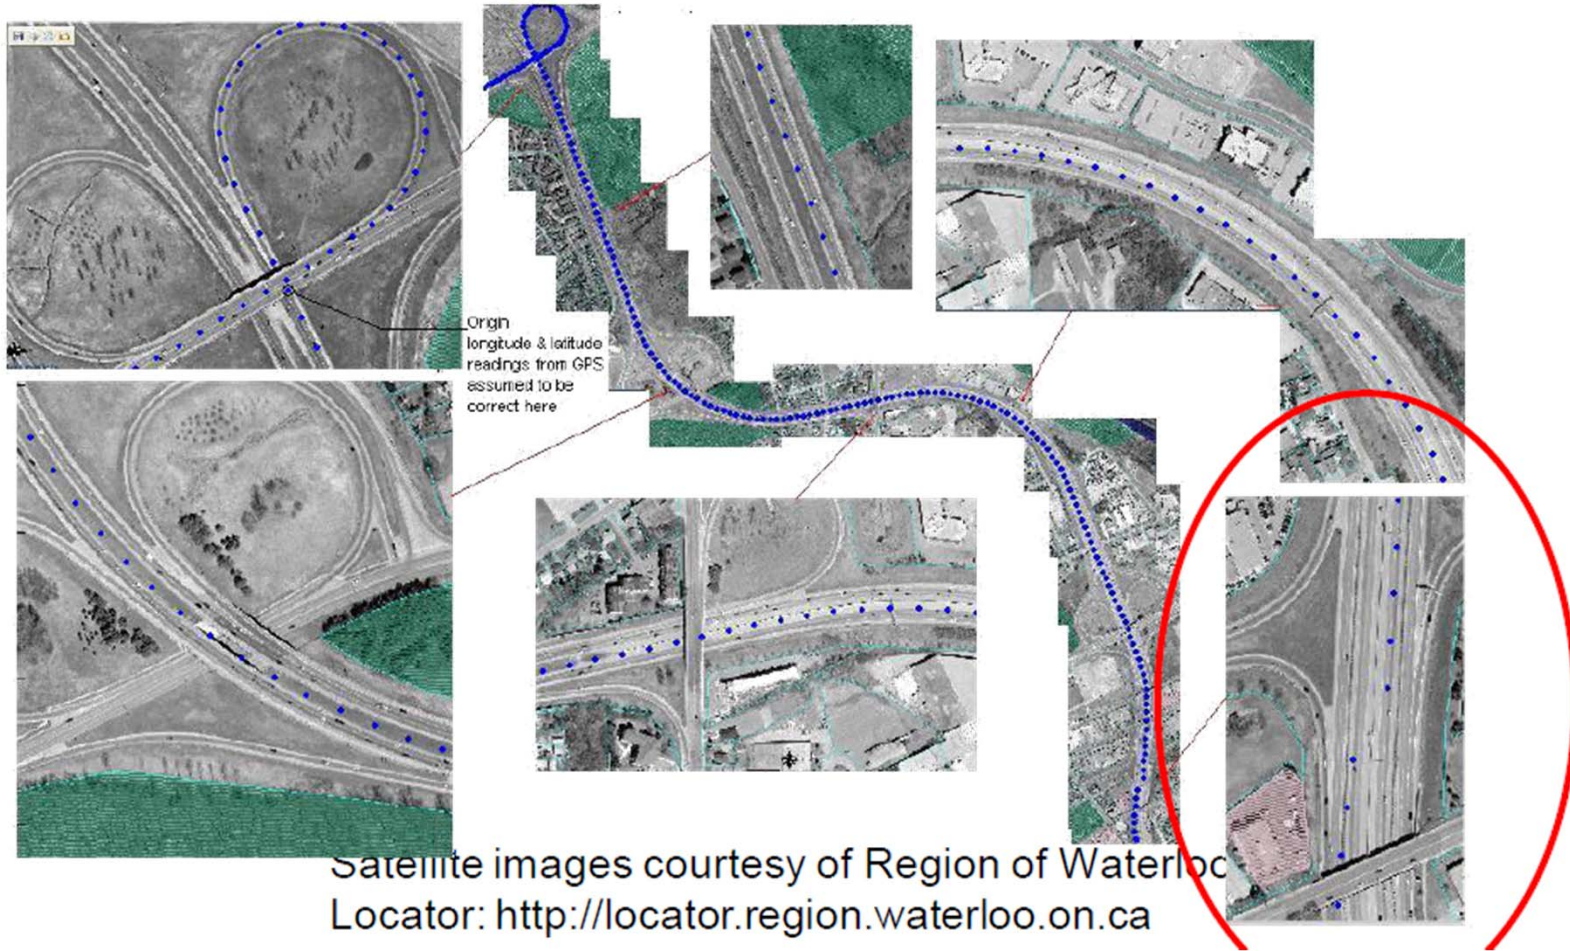 Origin
longitude & latitude
readings from GPS
assumed to be
correct here
Satellite images courtesy of Region of Waterloo
Locator: http://locator.region.waterloo.on.ca